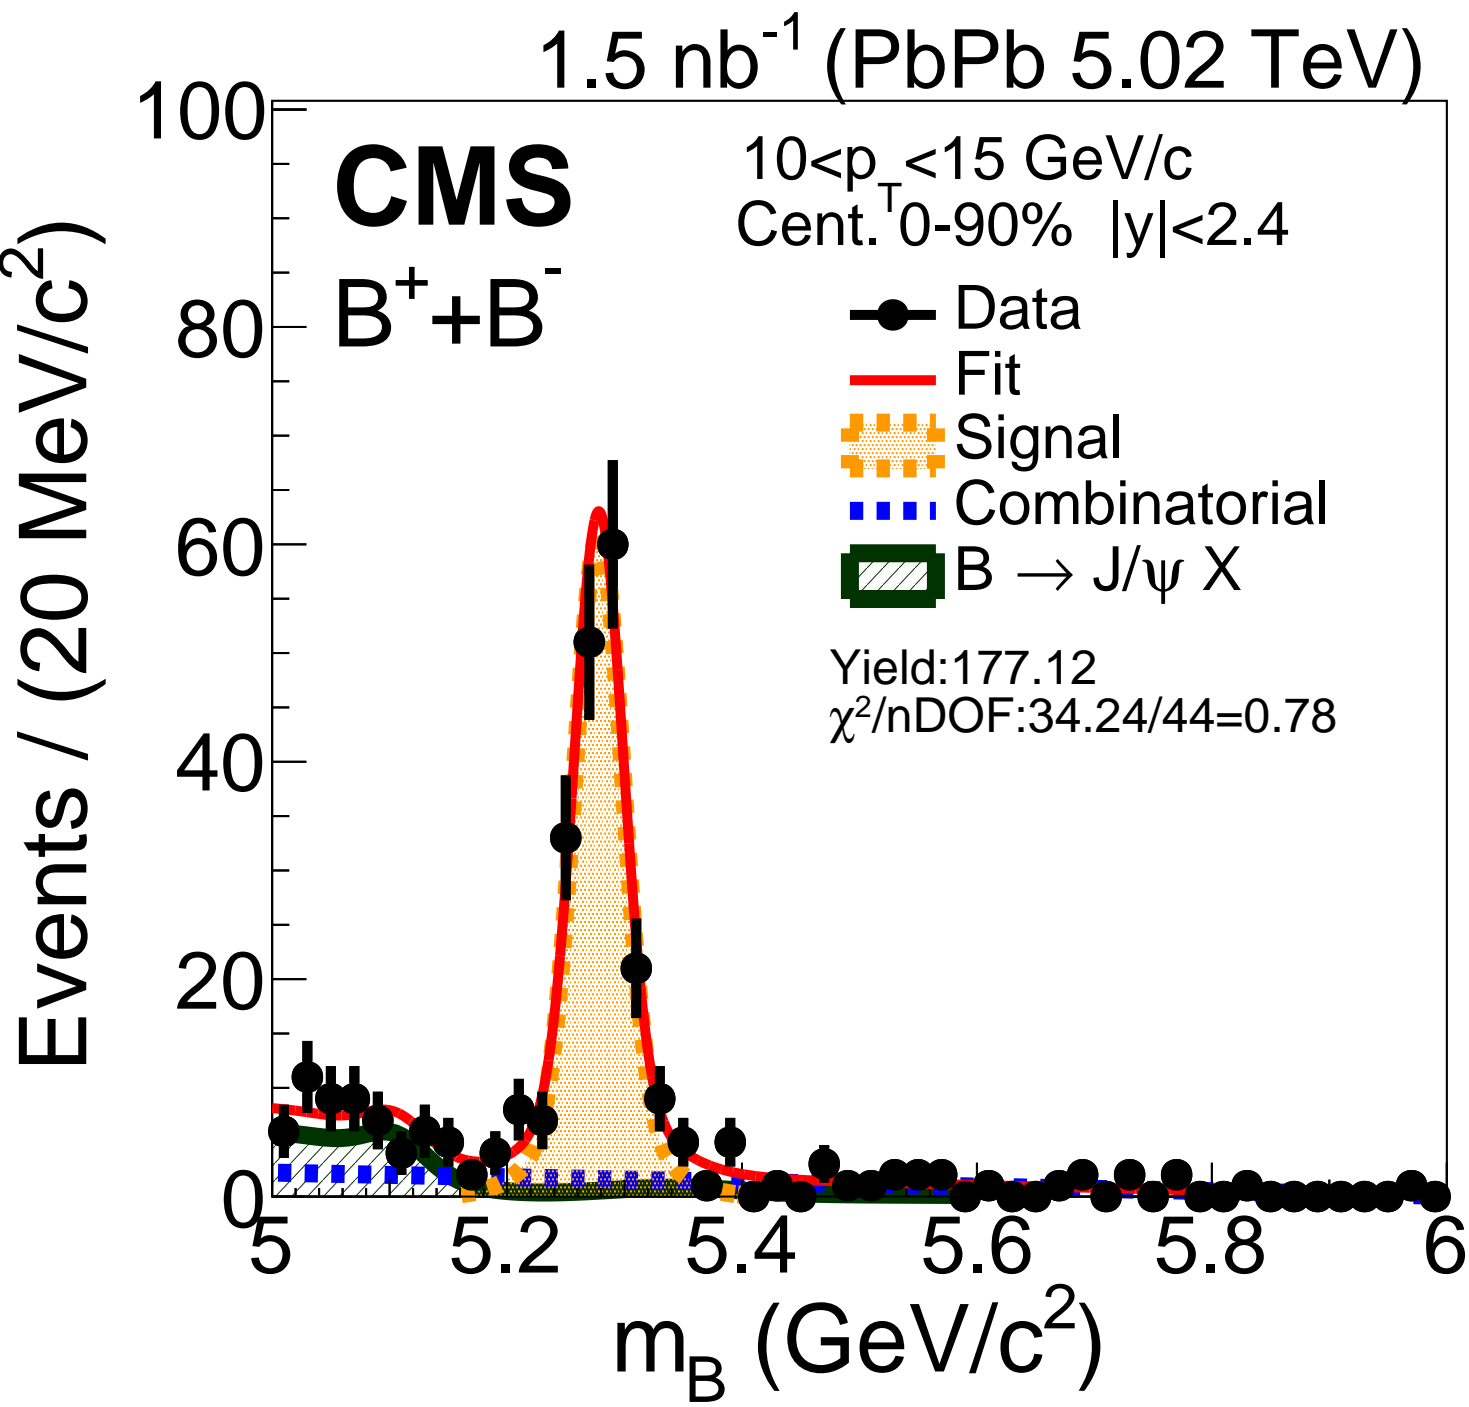 1.5 nb⁻¹ (PbPb 5.02 TeV)
CMS
B⁺+B⁻
10<p_T<15 GeV/c
Cent. 0-90% |y|<2.4
Data
Fit
Signal
Combinatorial
B → J/ψ X
Yield:177.12
χ²/nDOF:34.24/44=0.78
Events / (20 MeV/c²)
100
80
60
40
20
0
5 5.2 5.4 5.6 5.8 6
m_B (GeV/c²)